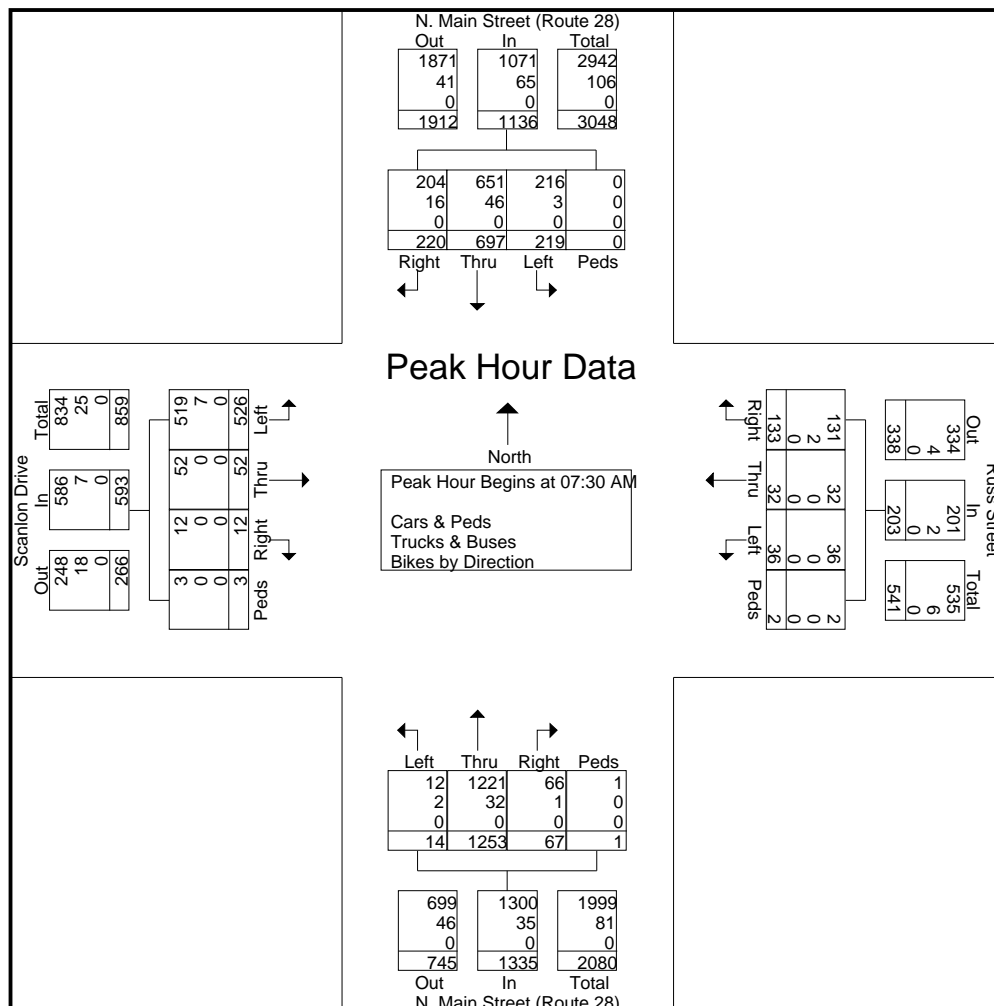 N. Main Street (Route 28)
Out In Total
1871 1071 2942
41 65 106
0 0 0
1912 1136 3048
204 651 216 0
16 46 3 0
0 0 0 0
220 697 219 0
Right Thru Left Peds
Peak Hour Data
North
Peak Hour Begins at 07:30 AM
Cars & Peds
Trucks & Buses
Bikes by Direction
Scanlon Drive
Out In Total
248 586 834
18 7 25
0 0 0
266 593 859
3 12 52 519
0 0 0 7
0 0 0 0
3 12 52 526
Peds Right Thru Left
Russ Street
Out In Total
334 201 535
4 2 6
0 0 0
338 203 541
131 32 36 2
2 0 0 0
0 0 0 0
133 32 36 2
Right Thru Left Peds
Left Thru Right Peds
12 1221 66 1
2 32 1 0
0 0 0 0
14 1253 67 1
699 1300 1999
46 35 81
0 0 0
745 1335 2080
Out In Total
N. Main Street (Route 28)